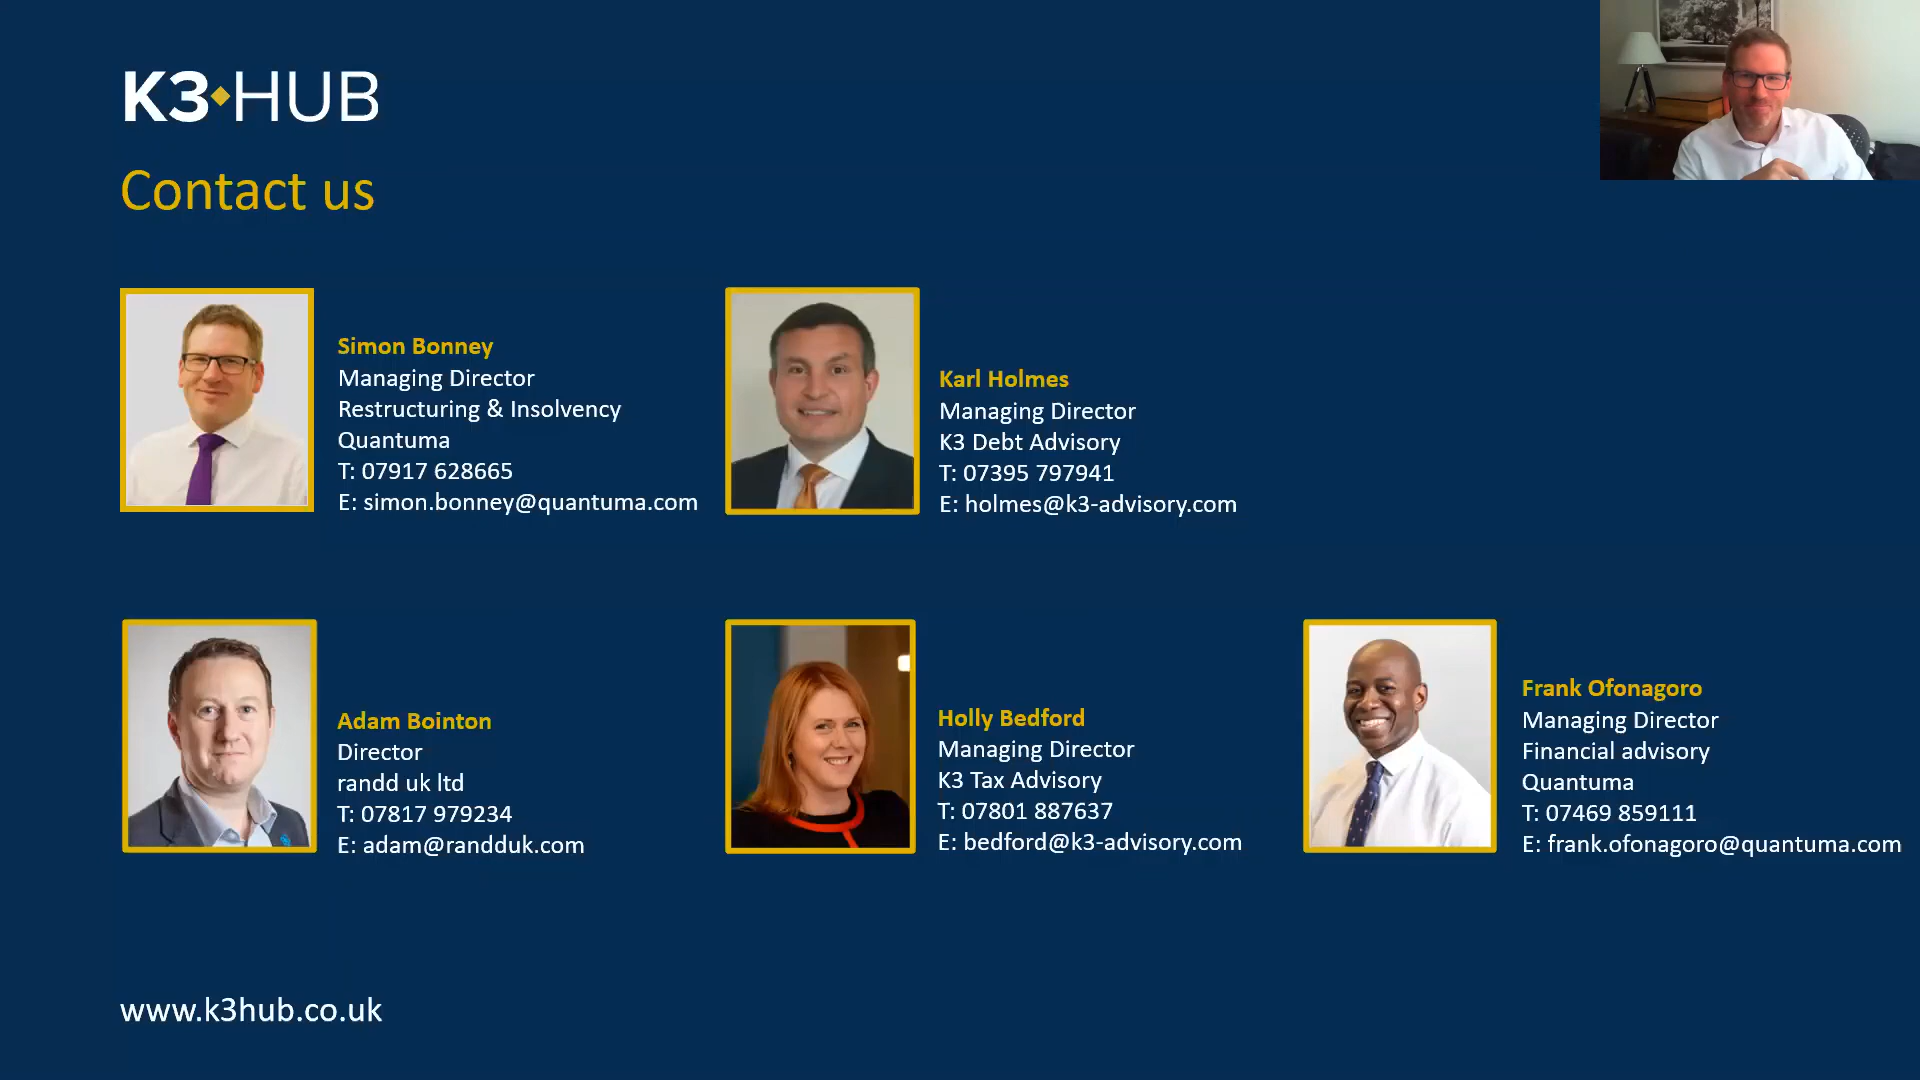 K3 HUB
Contact us
Simon Bonney
Managing Director
Restructuring & Insolvency
Quantuma
T: 07917 628665
E: simon.bonney@quantuma.com
Karl Holmes
Managing Director
K3 Debt Advisory
T: 07395 797941
E: holmes@k3-advisory.com
Adam Bointon
Director
randd uk ltd
T: 07817 979234
E: adam@randduk.com
Holly Bedford
Managing Director
K3 Tax Advisory
T: 07801 887637
E: bedford@k3-advisory.com
Frank Ofonagoro
Managing Director
Financial advisory
Quantuma
T: 07469 859111
E: frank.ofonagoro@quantuma.com
www.k3hub.co.uk